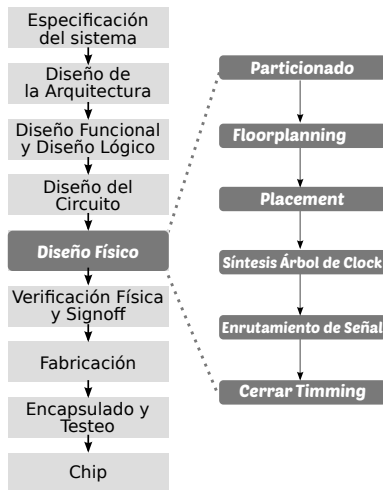 Especificación
del sistema
Diseño de
la Arquitectura
Diseño Funcional
y Diseño Lógico
Diseño del
Circuito
Diseño Físico
Verificación Física
y Signoff
Fabricación
Encapsulado y
Testeo
Chip
Particionado
Floorplanning
Placement
Síntesis Árbol de Clock
Enrutamiento de Señal
Cerrar Timming